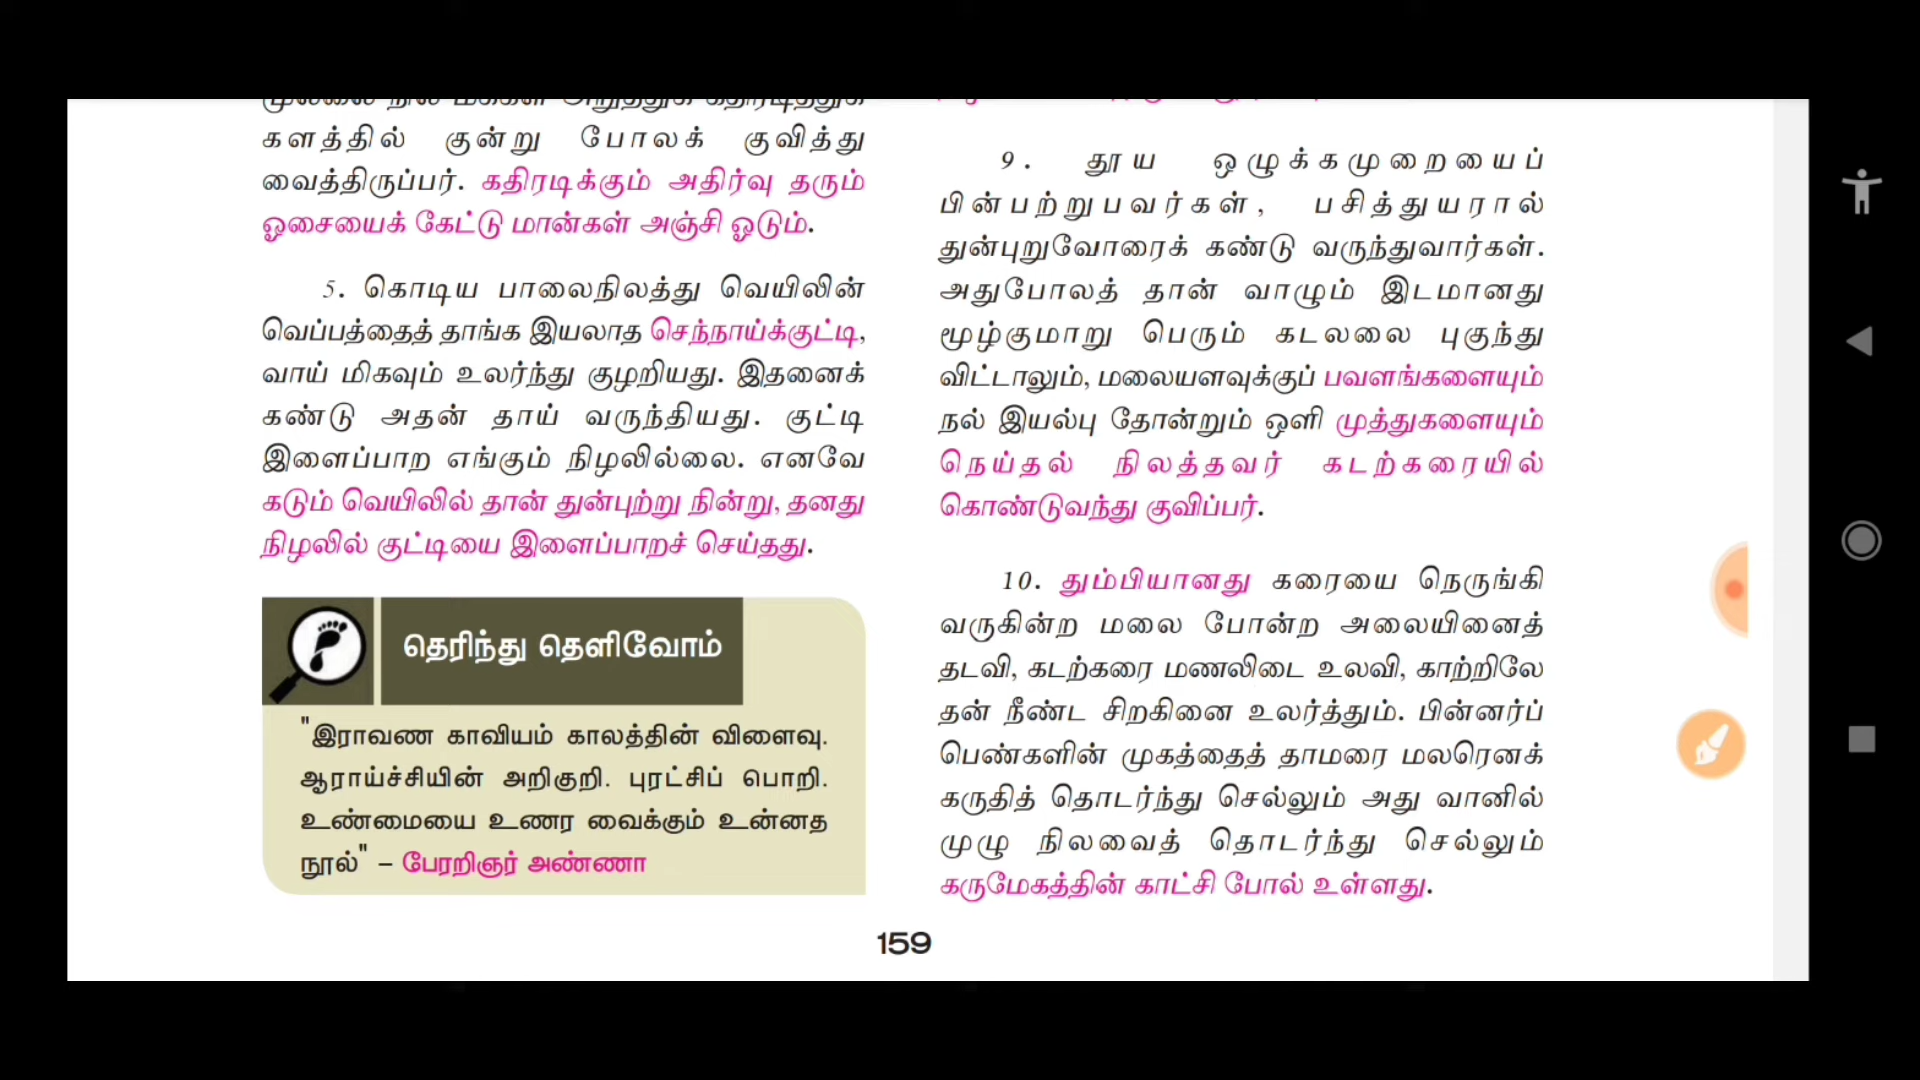 களத்தில் குன்று போலக் குவித்து
வைத்திருப்பர். கதிரடிக்கும் அதிர்வு தரும்
ஓசையைக் கேட்டு மான்கள் அஞ்சி ஓடும்.
5. கொடிய பாலைநிலத்து வெயிலின்
வெப்பத்தைத் தாங்க இயலாத செந்நாய்க்குட்டி,
வாய் மிகவும் உலர்ந்து குழறியது. இதனைக்
கண்டு அதன் தாய் வருந்தியது. குட்டி
இளைப்பாற எங்கும் நிழலில்லை. எனவே
கடும் வெயிலில் தான் துன்புற்று நின்று, தனது
நிழலில் குட்டியை இளைப்பாறச் செய்தது.
தெரிந்து தெளிவோம்
"இராவண காவியம் காலத்தின் விளைவு.
ஆராய்ச்சியின் அறிகுறி. புரட்சிப் பொறி.
உண்மையை உணர வைக்கும் உன்னத
நூல்" – பேரறிஞர் அண்ணா
9. தூய ஒழுக்கமுறையைப்
பின்பற்றுபவர்கள், பசித்துயரால்
துன்புறுவோரைக் கண்டு வருந்துவார்கள்.
அதுபோலத் தான் வாழும் இடமானது
மூழ்குமாறு பெரும் கடலலை புகுந்து
விட்டாலும், மலையளவுக்குப் பவளங்களையும்
நல் இயல்பு தோன்றும் ஒளி முத்துகளையும்
நெய்தல் நிலத்தவர் கடற்கரையில்
கொண்டுவந்து குவிப்பர்.
10. தும்பியானது கரையை நெருங்கி
வருகின்ற மலை போன்ற அலையினைத்
தடவி, கடற்கரை மணலிடை உலவி, காற்றிலே
தன் நீண்ட சிறகினை உலர்த்தும். பின்னர்ப்
பெண்களின் முகத்தைத் தாமரை மலரெனக்
கருதித் தொடர்ந்து செல்லும் அது வானில்
முழு நிலவைத் தொடர்ந்து செல்லும்
கருமேகத்தின் காட்சி போல் உள்ளது.
159